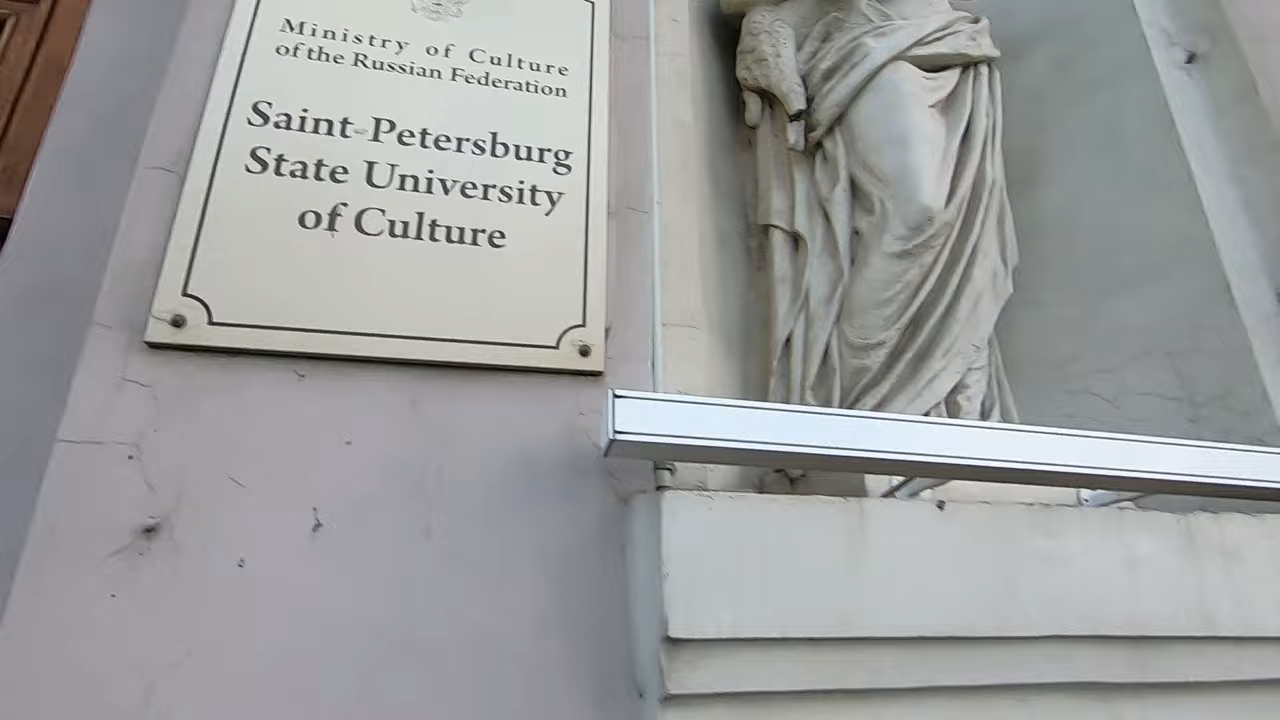 Ministry of Culture
of the Russian Federation
Saint-Petersburg
State University
of Culture